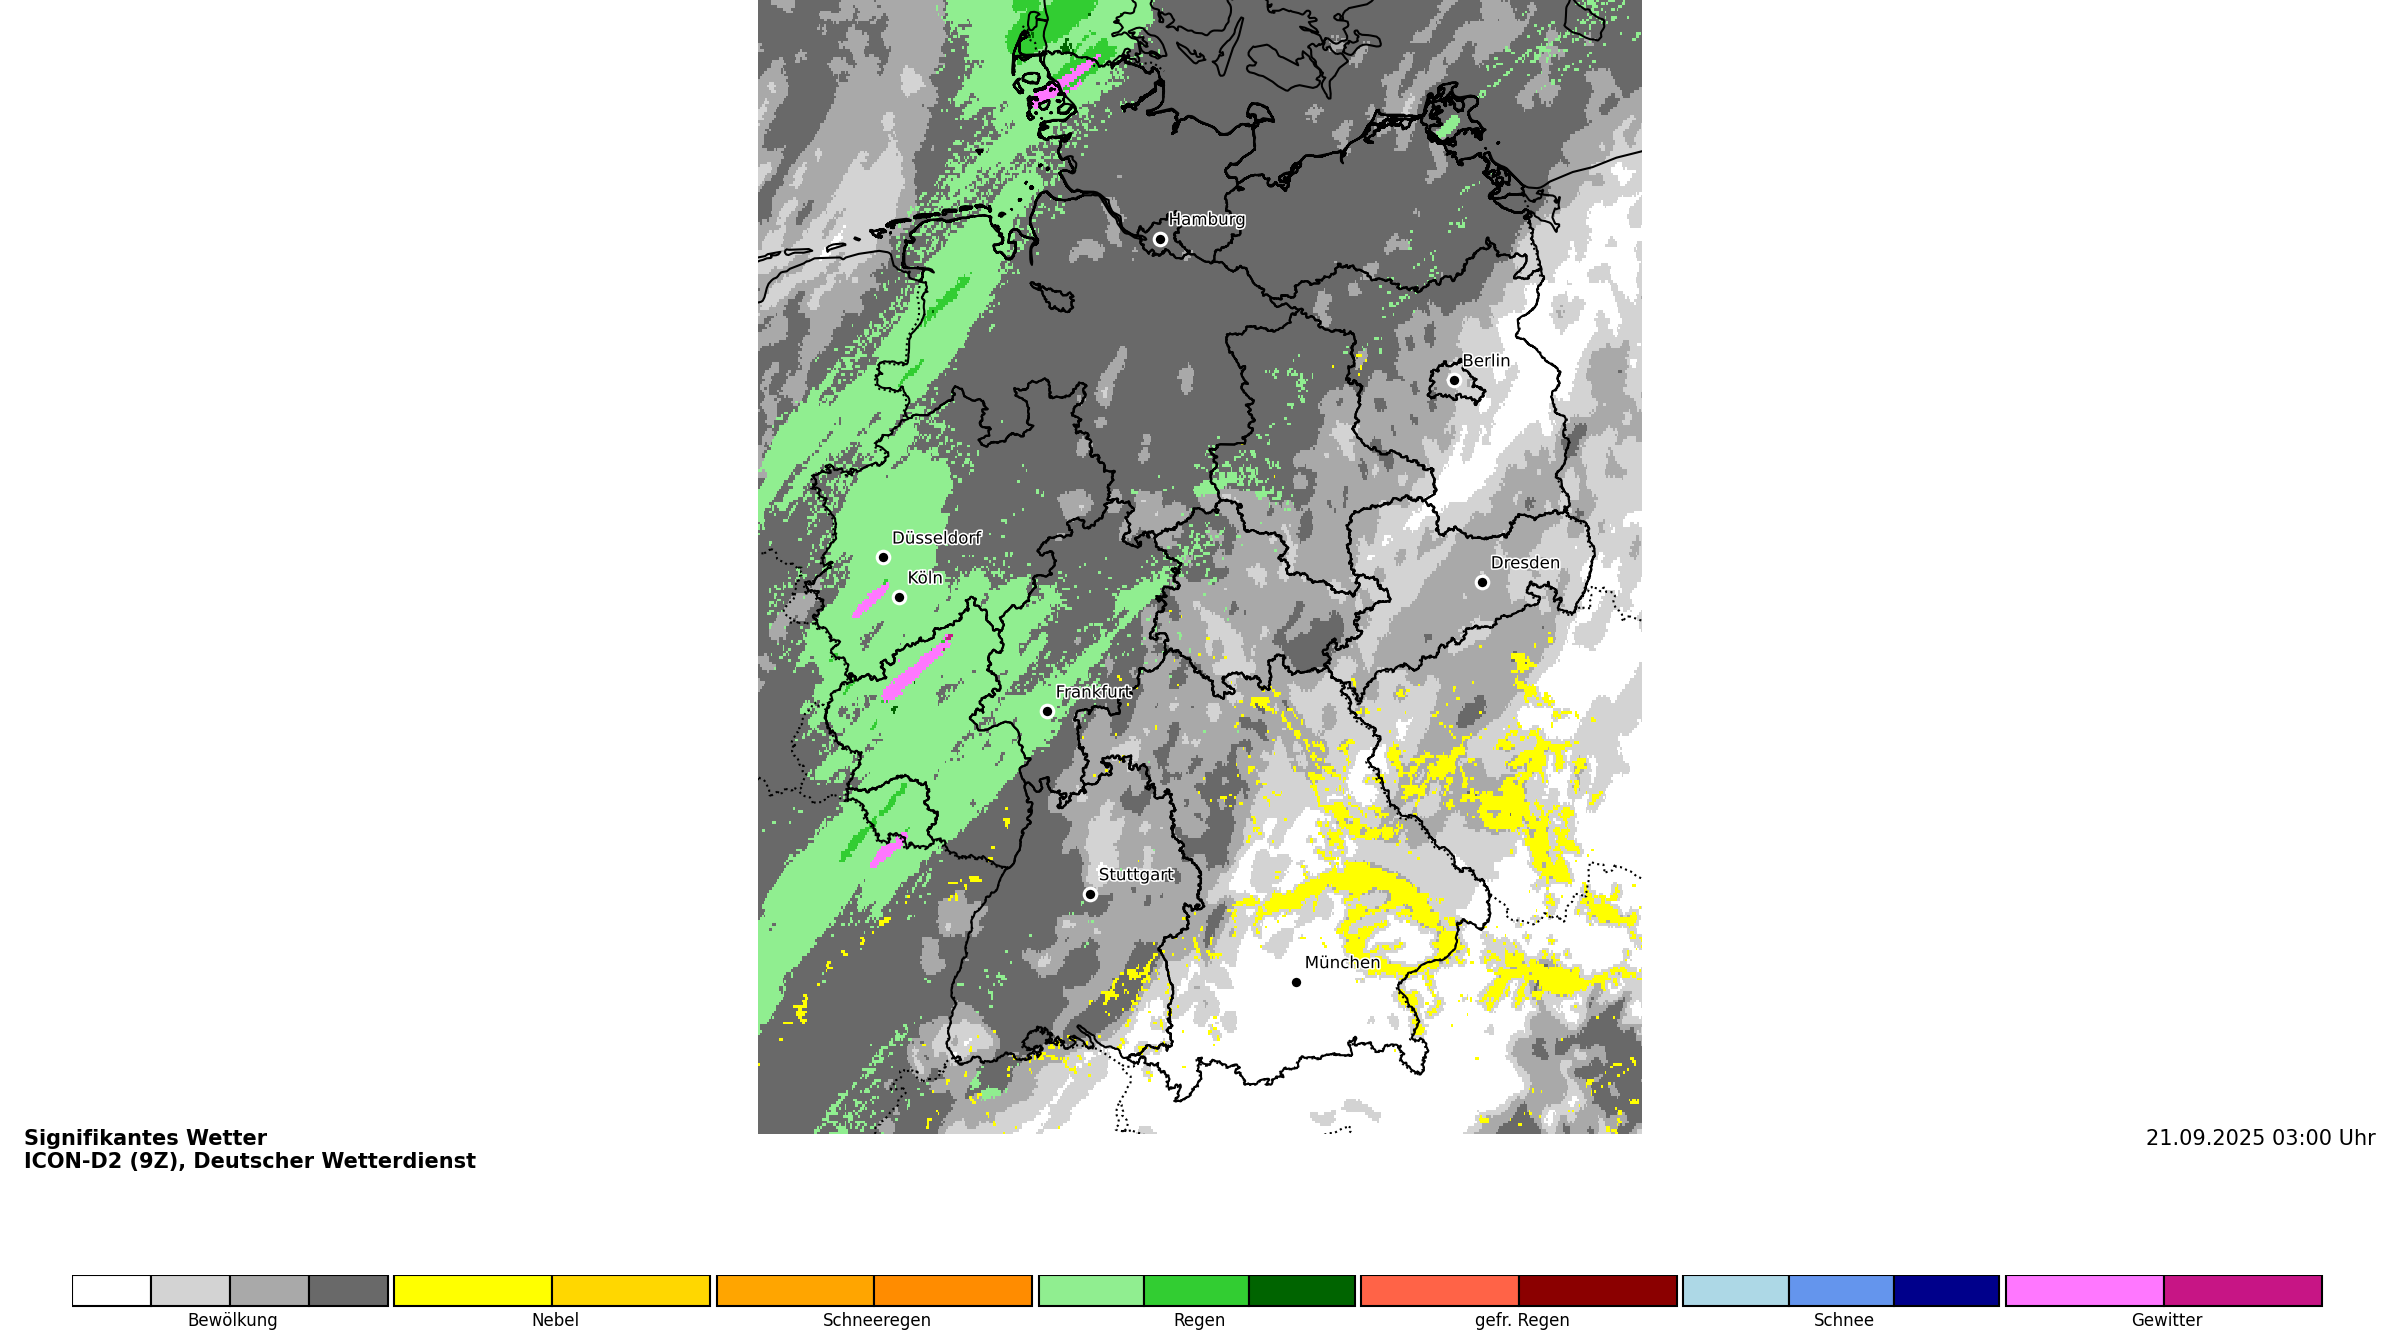 Hamburg
Berlin
Düsseldorf
Köln
Dresden
Frankfurt
Stuttgart
München
Signifikantes Wetter
ICON-D2 (9Z), Deutscher Wetterdienst
21.09.2025 03:00 Uhr
Bewölkung
Nebel
Schneeregen
Regen
gefr. Regen
Schnee
Gewitter